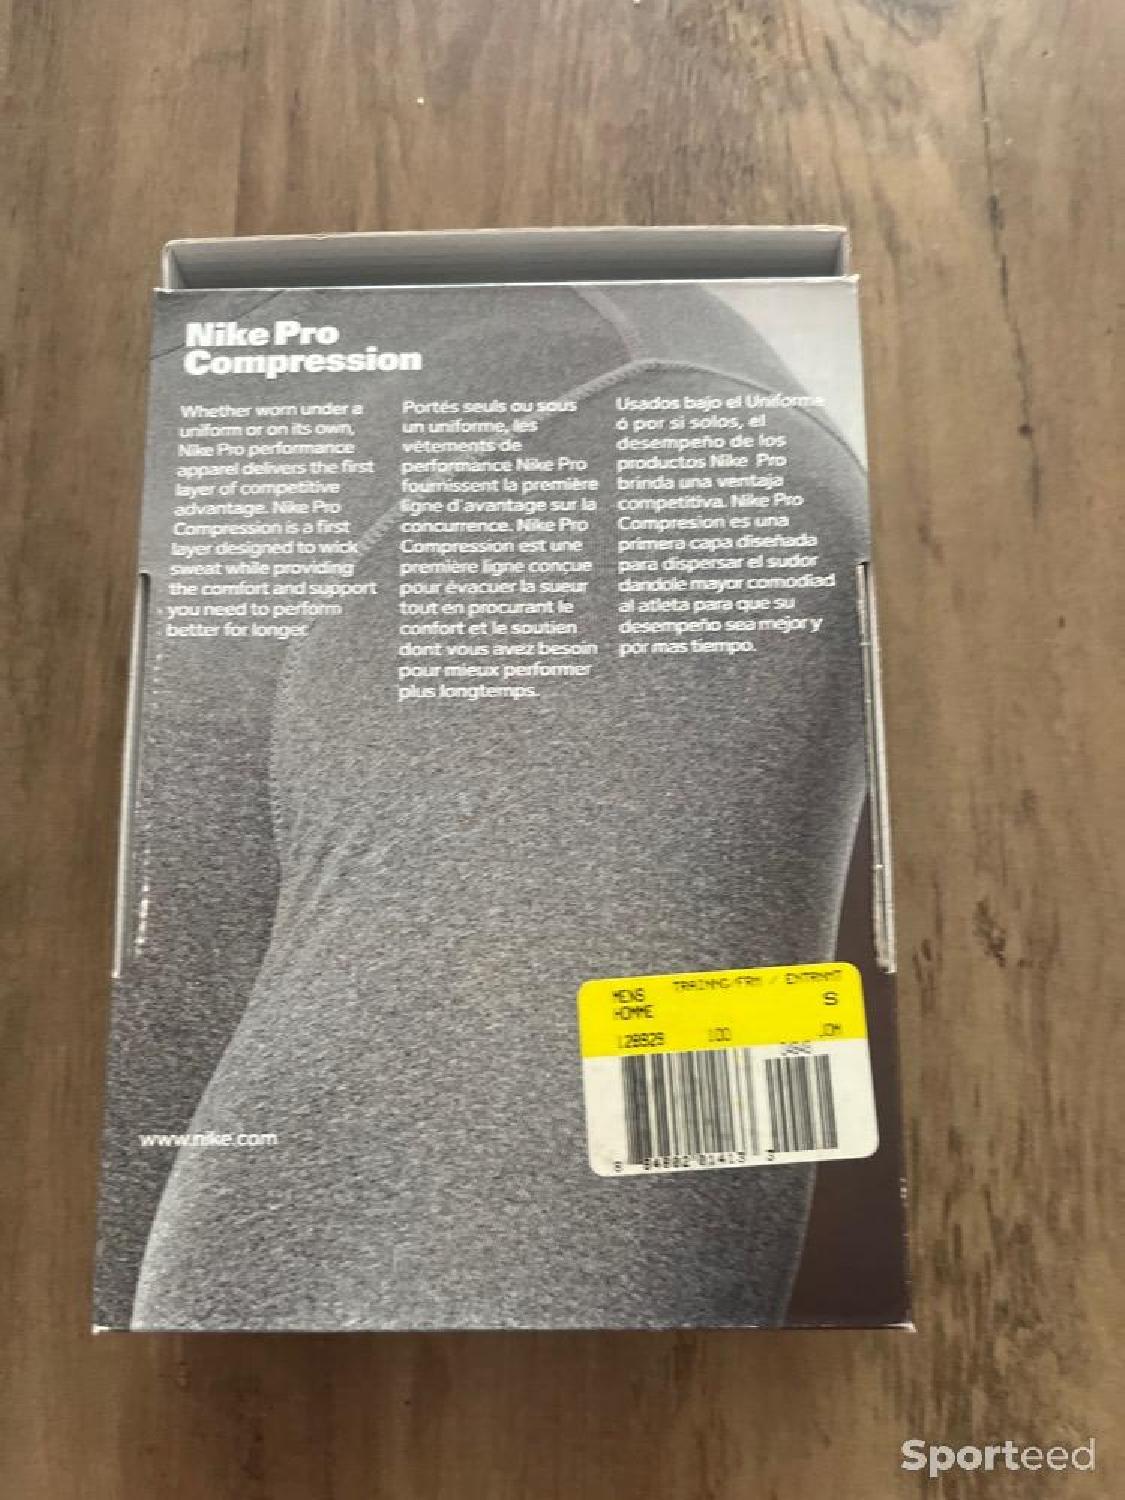 Nike Pro
Compression
Whether worn under a
uniform or on its own,
Nike Pro performance
apparel delivers the first
layer of competitive
advantage. Nike Pro
Compression is a first
layer designed to wick
sweat while providing
the comfort and support
you need to perform
better for longer.
Portés seuls ou sous
un uniforme, les
vêtements de
performance Nike Pro
fournissent la première
ligne d'avantage sur la
concurrence. Nike Pro
Compression est une
première ligne conçue
pour évacuer la sueur
tout en procurant le
confort et le soutien
dont vous avez besoin
pour mieux performer
plus longtemps.
Usados bajo el Uniforme
ó por si solos, el
desempeño de los
productos Nike Pro
brinda una ventaja
competitiva. Nike Pro
Compresion es una
primera capa diseñada
para dispersar el sudor
dandole mayor comodiad
al atleta para que su
desempeño sea mejor y
por mas tiempo.
MENS TRAINNG/FRM / ENTRNMT
HOMME S
100
www.nike.com
Sporteed